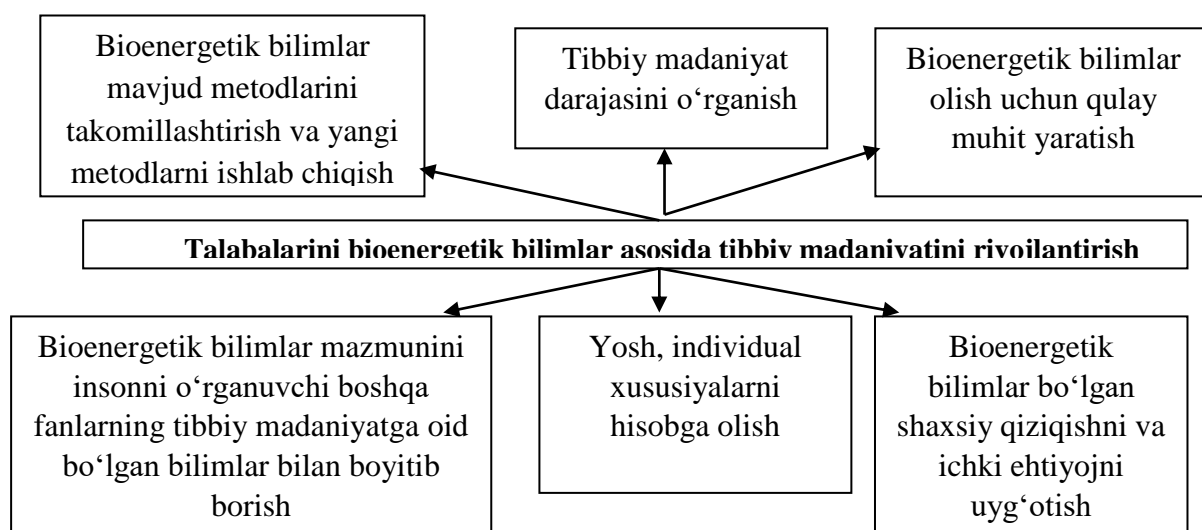 Bioenergetik bilimlar
mavjud metodlarini
takomillashtirish va yangi
metodlarni ishlab chiqish
Tibbiy madaniyat
darajasini o‘rganish
Bioenergetik bilimlar
olish uchun qulay
muhit yaratish
Talabalarini bioenergetik bilimlar asosida tibbiy madaniyatini rivojlantirish
Bioenergetik bilimlar mazmunini
insonni o‘rganuvchi boshqa
fanlarning tibbiy madaniyatga oid
bo‘lgan bilimlar bilan boyitib
borish
Yosh, individual
xususiyalarni
hisobga olish
Bioenergetik
bilimlar bo‘lgan
shaxsiy qiziqishni va
ichki ehtiyojni
uyg‘otish